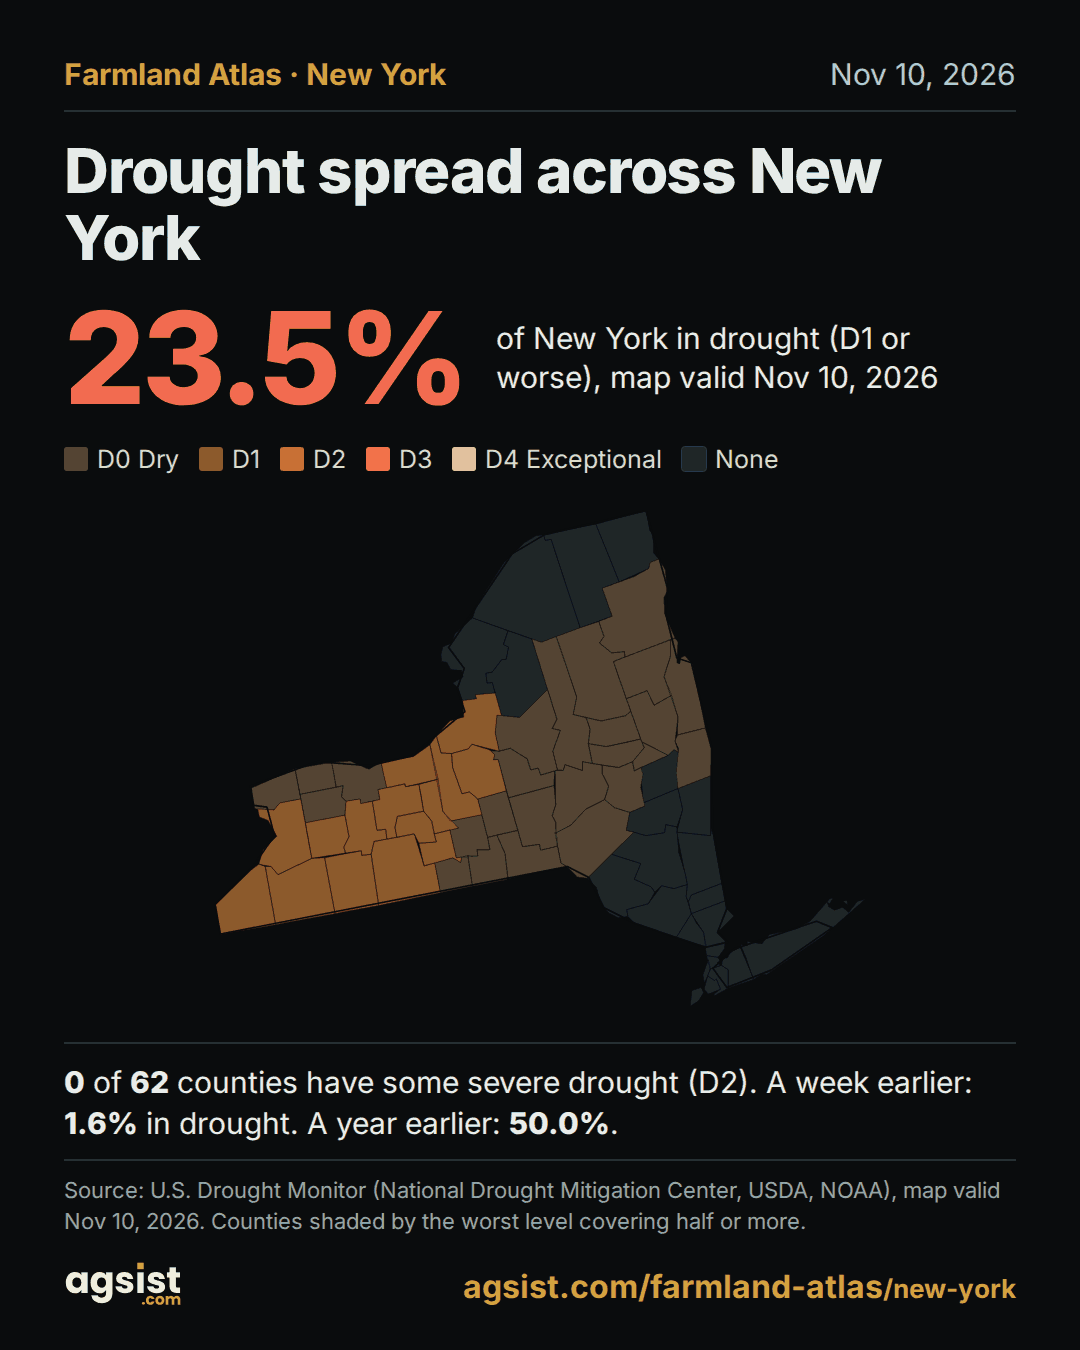 Farmland Atlas · New York
Nov 10, 2026
Drought spread across New
York
23.5%
of New York in drought (D1 or
worse), map valid Nov 10, 2026
D0 Dry D1 D2 D3 D4 Exceptional None
0 of 62 counties have some severe drought (D2). A week earlier:
1.6% in drought. A year earlier: 50.0%.
Source: U.S. Drought Monitor (National Drought Mitigation Center, USDA, NOAA), map valid
Nov 10, 2026. Counties shaded by the worst level covering half or more.
agsist
.com
agsist.com/farmland-atlas/new-york